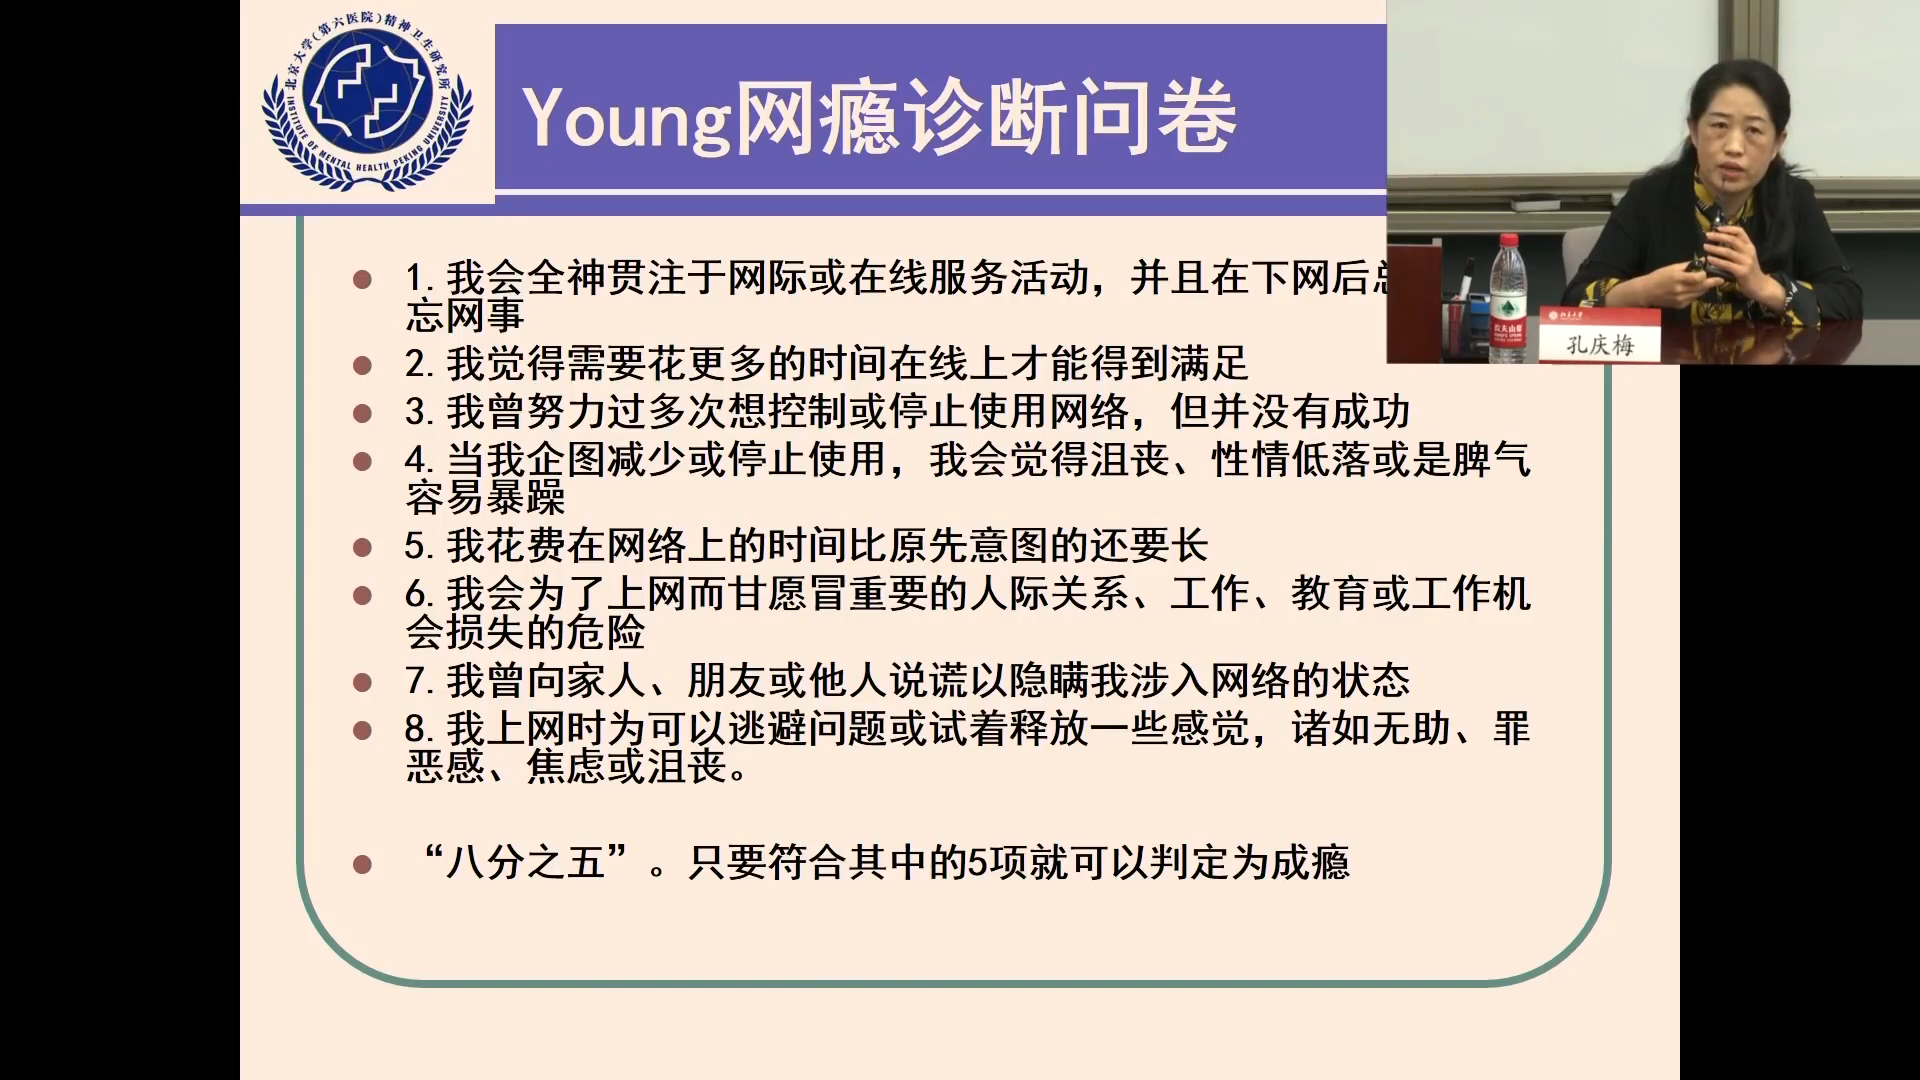 北京大学(第六医院)精神卫生研究所
INSTITUTE OF MENTAL HEALTH PEKING UNIVERSITY
Young网瘾诊断问卷
1.我会全神贯注于网际或在线服务活动，并且在下网后总
忘网事
2.我觉得需要花更多的时间在线上才能得到满足
3.我曾努力过多次想控制或停止使用网络，但并没有成功
4.当我企图减少或停止使用，我会觉得沮丧、性情低落或是脾气
容易暴躁
5.我花费在网络上的时间比原先意图的还要长
6.我会为了上网而甘愿冒重要的人际关系、工作、教育或工作机
会损失的危险
7.我曾向家人、朋友或他人说谎以隐瞒我涉入网络的状态
8.我上网时为可以逃避问题或试着释放一些感觉，诸如无助、罪
恶感、焦虑或沮丧。
“八分之五”。只要符合其中的5项就可以判定为成瘾
农夫山泉
北京大学
孔庆梅